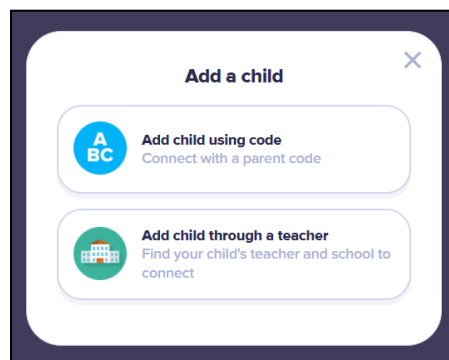 Add a child
A
BC
Add child using code
Connect with a parent code
Add child through a teacher
Find your child's teacher and school to
connect